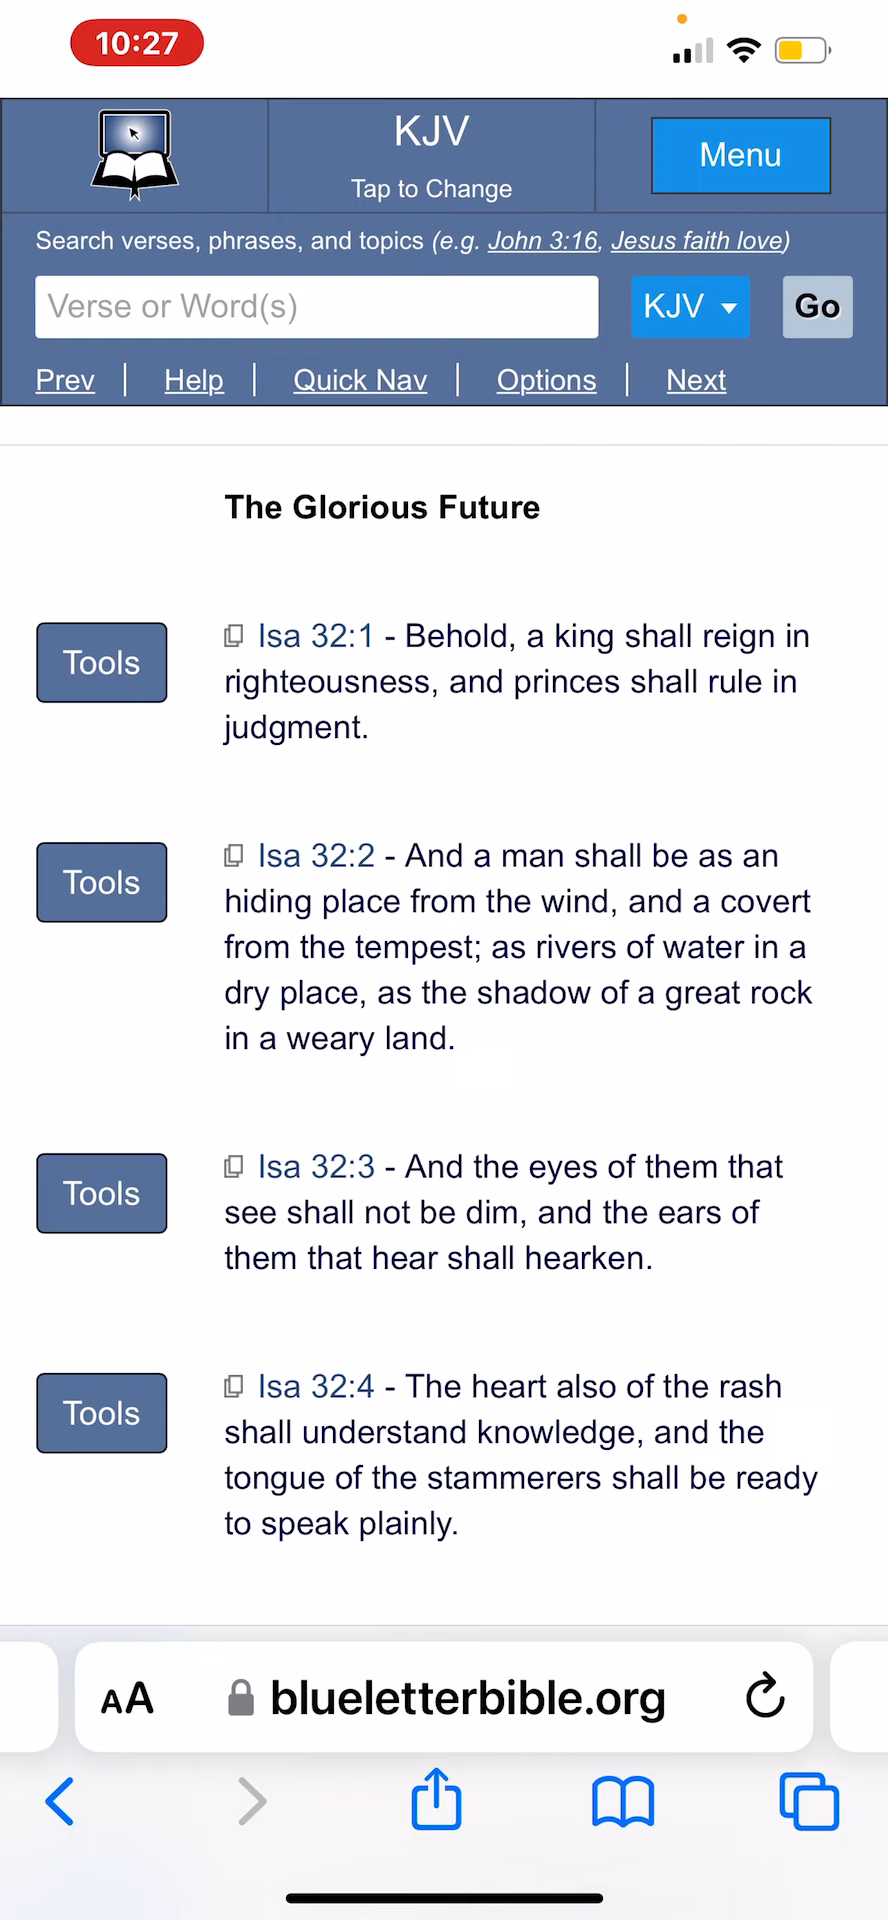 10:27
KJV
Tap to Change
Menu
Search verses, phrases, and topics (e.g. John 3:16, Jesus faith love)
Verse or Word(s)
KJV
Go
Prev | Help | Quick Nav | Options | Next
The Glorious Future
Tools
Isa 32:1 - Behold, a king shall reign in
righteousness, and princes shall rule in
judgment.
Tools
Isa 32:2 - And a man shall be as an
hiding place from the wind, and a covert
from the tempest; as rivers of water in a
dry place, as the shadow of a great rock
in a weary land.
Tools
Isa 32:3 - And the eyes of them that
see shall not be dim, and the ears of
them that hear shall hearken.
Tools
Isa 32:4 - The heart also of the rash
shall understand knowledge, and the
tongue of the stammerers shall be ready
to speak plainly.
AA
blueletterbible.org